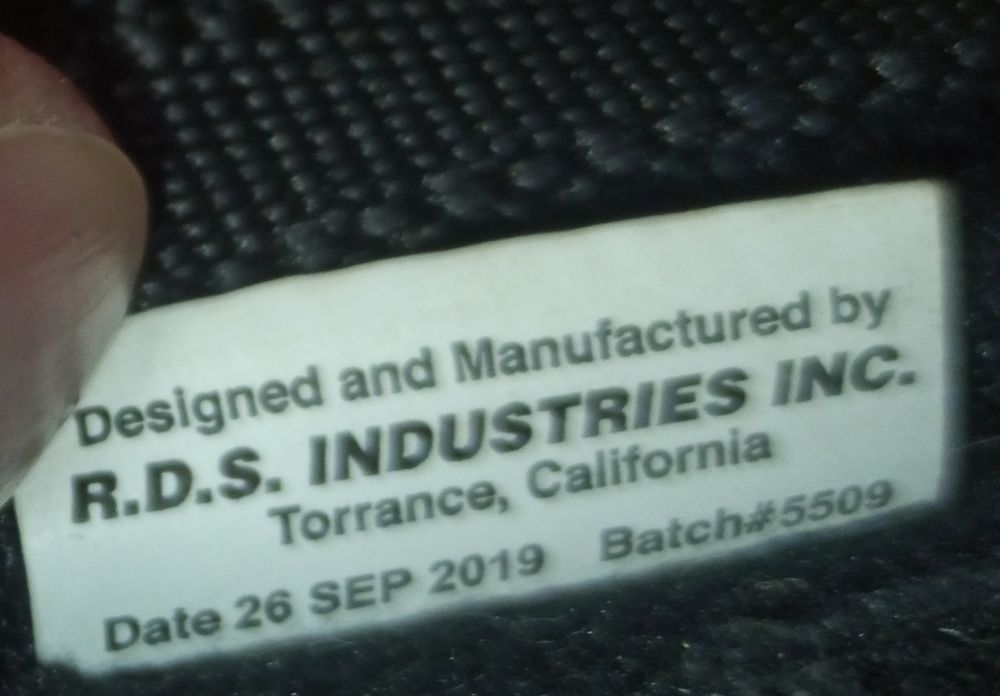 Designed and Manufactured by
R.D.S. INDUSTRIES INC.
Torrance, California
Date 26 SEP 2019 Batch#5509